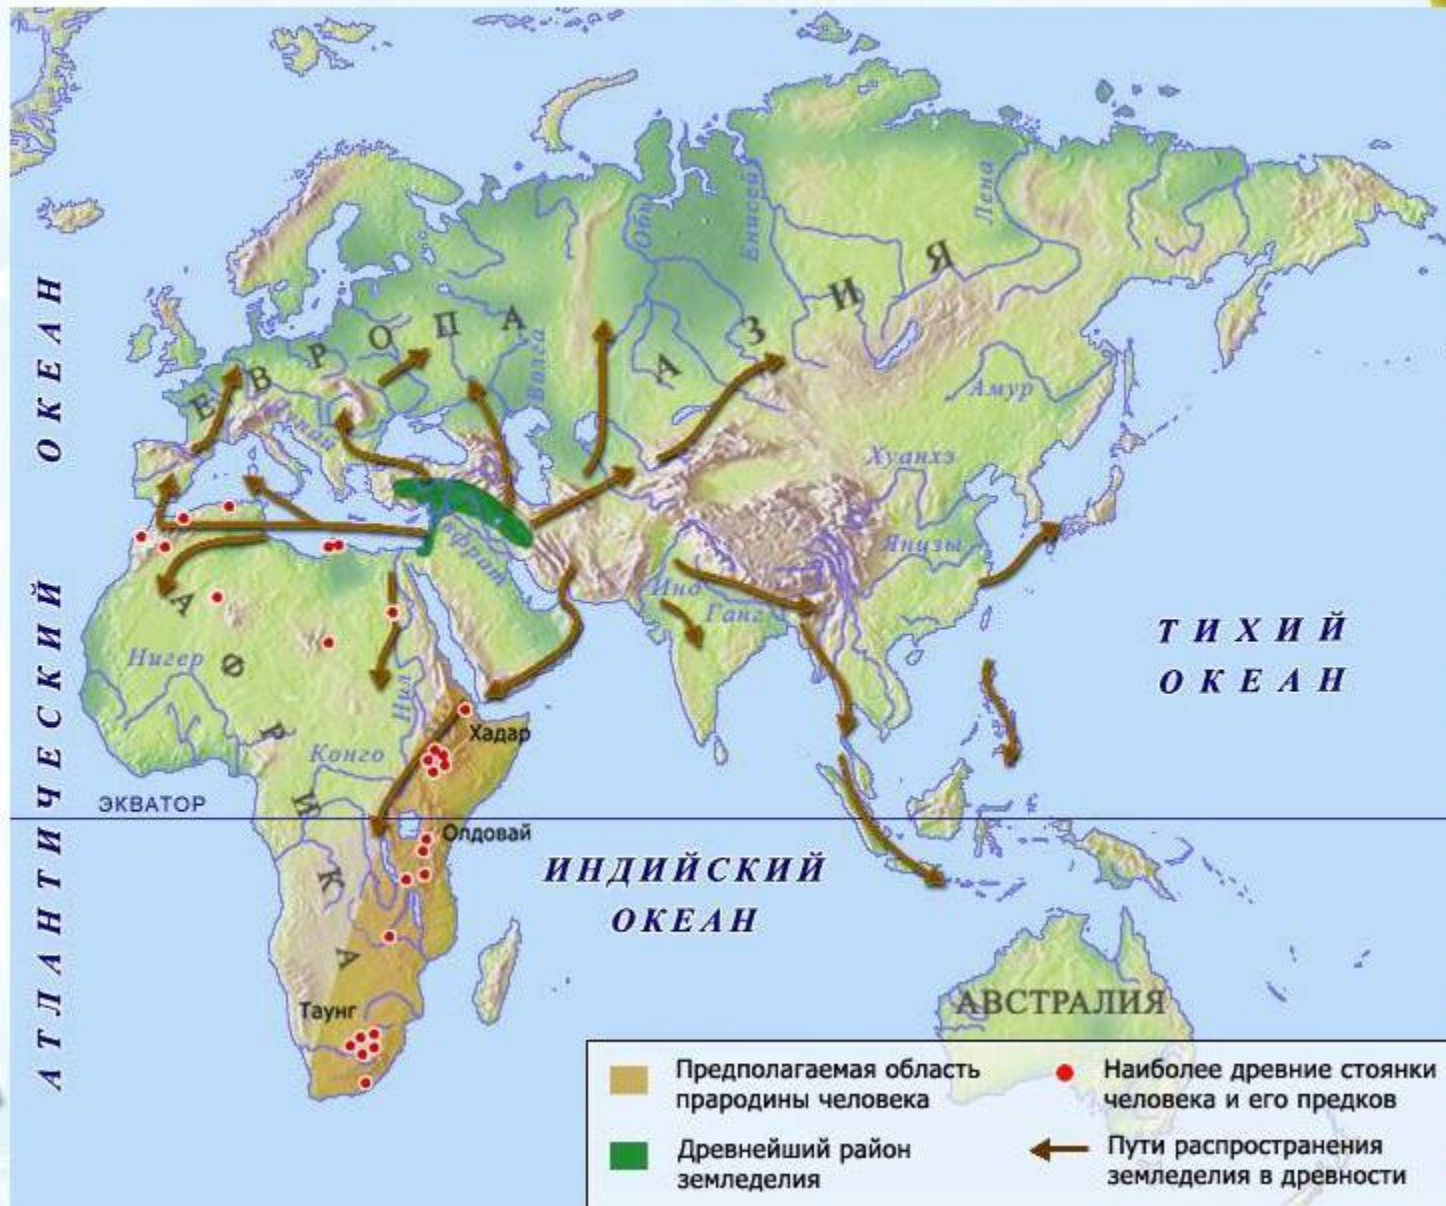 ЕВРОПА
АЗИЯ
АФРИКА
АВСТРАЛИЯ
АТЛАНТИЧЕСКИЙ ОКЕАН
ТИХИЙ
ОКЕАН
ИНДИЙСКИЙ
ОКЕАН
ЭКВАТОР
Обь
Енисей
Лена
Волга
Дунай
Амур
Хуанхэ
Янцзы
Евфрат
Инд
Ганг
Нигер
Нил
Конго
Хадар
Олдовай
Таунг
Предполагаемая область
прародины человека
Древнейший район
земледелия
Наиболее древние стоянки
человека и его предков
Пути распространения
земледелия в древности